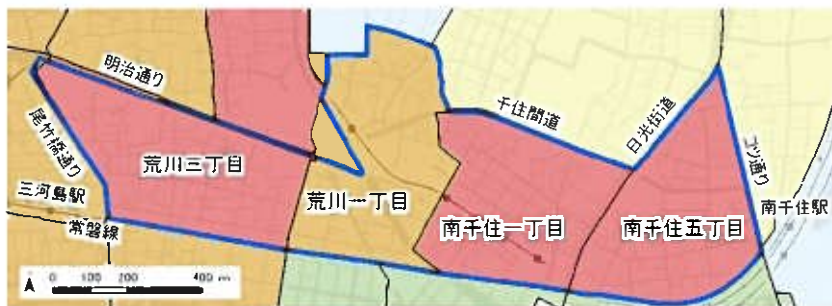 明治通り
千住間道
日光街道
コツ通り
尾竹橋通り
荒川三丁目
三河島駅
荒川一丁目
常磐線
南千住一丁目
南千住五丁目
南千住駅
0 100 200 400 m